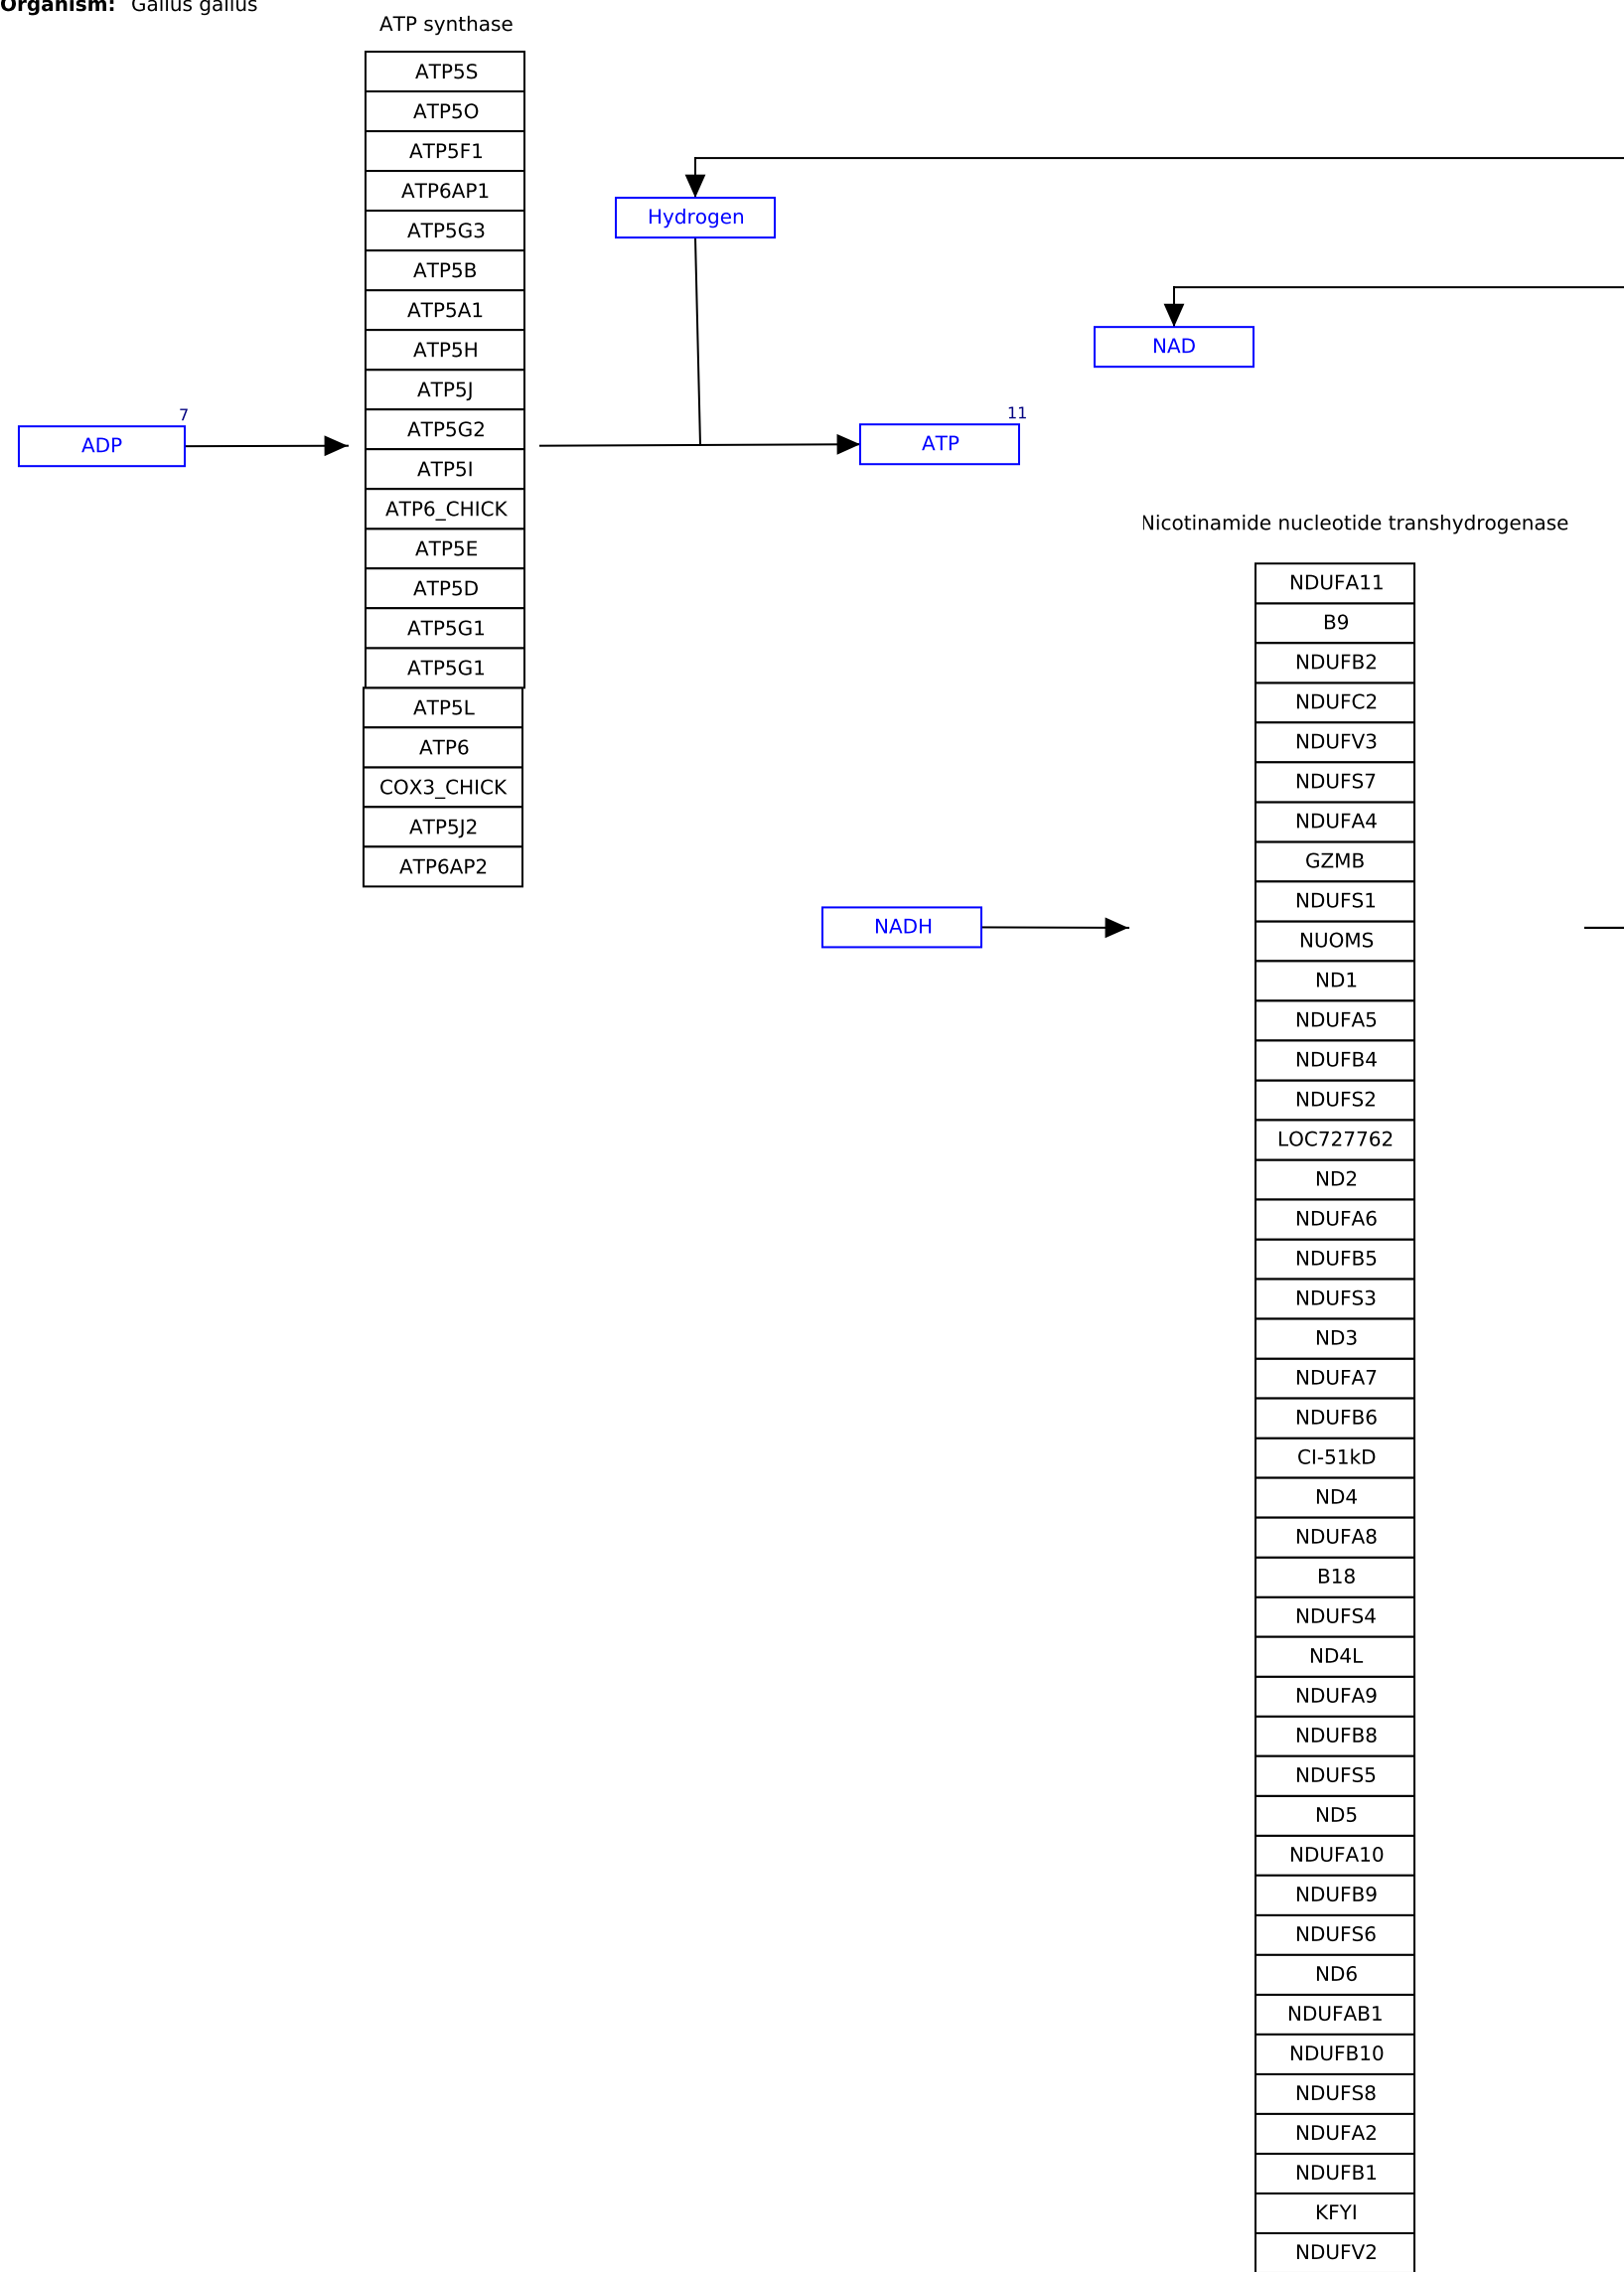 Organism: Gallus gallus
ATP synthase
ATP5S
ATP5O
ATP5F1
ATP6AP1
ATP5G3
ATP5B
ATP5A1
ATP5H
ATP5J
ATP5G2
ATP5I
ATP6_CHICK
ATP5E
ATP5D
ATP5G1
ATP5G1
ATP5L
ATP6
COX3_CHICK
ATP5J2
ATP6AP2
Hydrogen
NAD
7
ADP
11
ATP
NADH
Nicotinamide nucleotide transhydrogenase
NDUFA11
B9
NDUFB2
NDUFC2
NDUFV3
NDUFS7
NDUFA4
GZMB
NDUFS1
NUOMS
ND1
NDUFA5
NDUFB4
NDUFS2
LOC727762
ND2
NDUFA6
NDUFB5
NDUFS3
ND3
NDUFA7
NDUFB6
CI-51kD
ND4
NDUFA8
B18
NDUFS4
ND4L
NDUFA9
NDUFB8
NDUFS5
ND5
NDUFA10
NDUFB9
NDUFS6
ND6
NDUFAB1
NDUFB10
NDUFS8
NDUFA2
NDUFB1
KFYI
NDUFV2